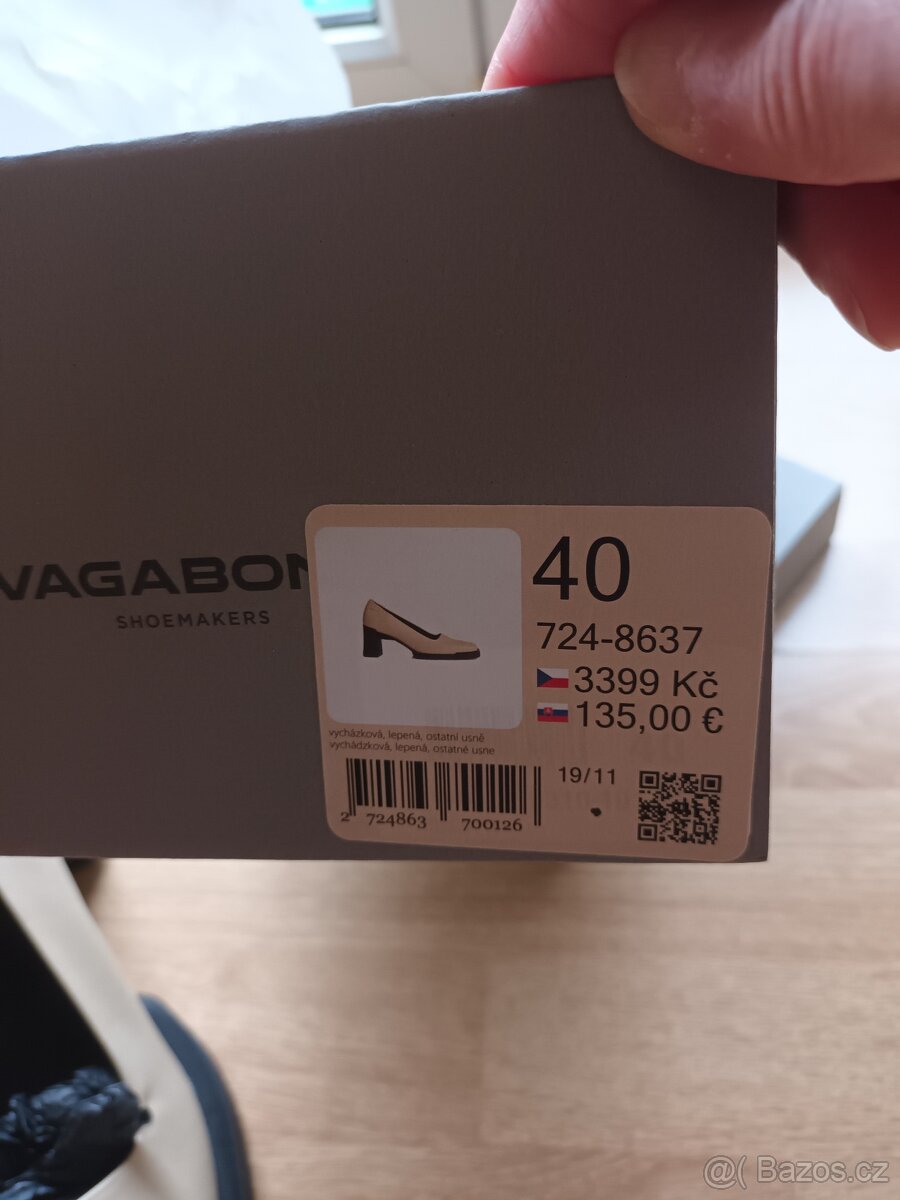 VAGABON
SHOEMAKERS
40
724-8637
3399 Kč
135,00 €
vycházková, lepená, ostatní usně
vychádzková, lepená, ostatné usne
19/11
2 724863 700126
@( Bazos.cz